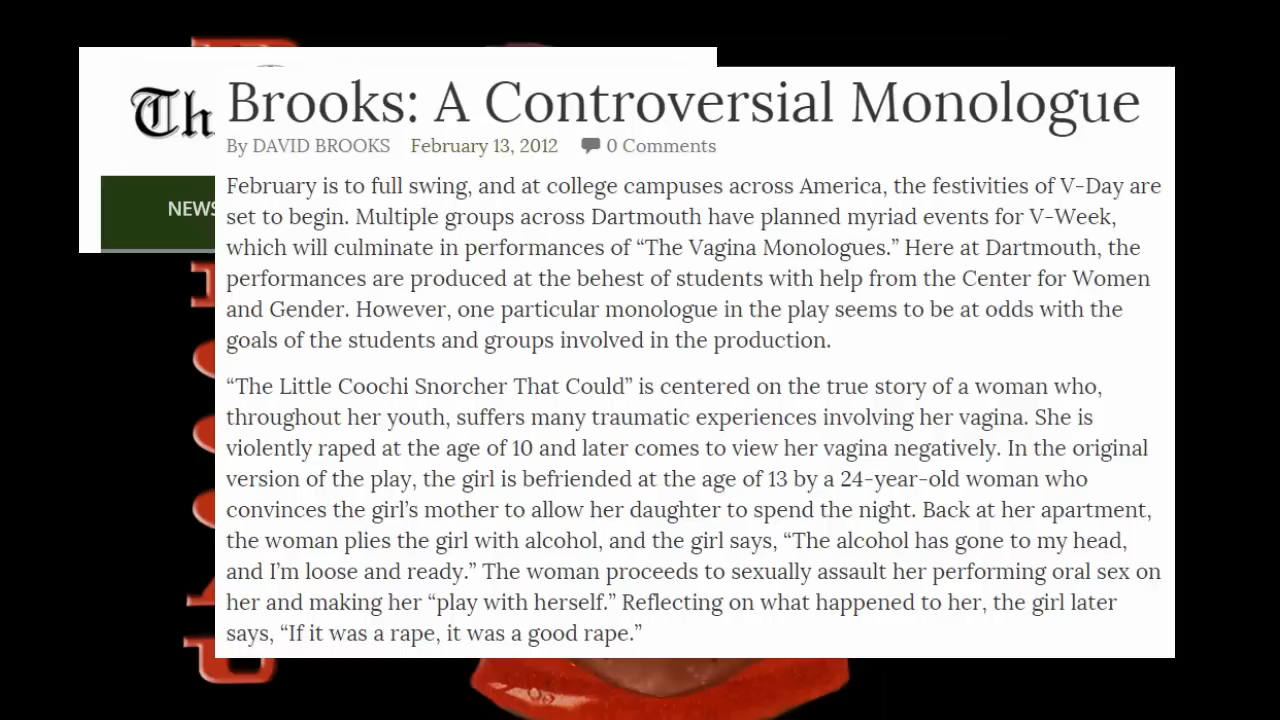 Th
NEWS
Brooks: A Controversial Monologue
By DAVID BROOKS February 13, 2012 0 Comments
February is to full swing, and at college campuses across America, the festivities of V-Day are
set to begin. Multiple groups across Dartmouth have planned myriad events for V-Week,
which will culminate in performances of “The Vagina Monologues.” Here at Dartmouth, the
performances are produced at the behest of students with help from the Center for Women
and Gender. However, one particular monologue in the play seems to be at odds with the
goals of the students and groups involved in the production.
“The Little Coochi Snorcher That Could” is centered on the true story of a woman who,
throughout her youth, suffers many traumatic experiences involving her vagina. She is
violently raped at the age of 10 and later comes to view her vagina negatively. In the original
version of the play, the girl is befriended at the age of 13 by a 24-year-old woman who
convinces the girl’s mother to allow her daughter to spend the night. Back at her apartment,
the woman plies the girl with alcohol, and the girl says, “The alcohol has gone to my head,
and I’m loose and ready.” The woman proceeds to sexually assault her performing oral sex on
her and making her “play with herself.” Reflecting on what happened to her, the girl later
says, “If it was a rape, it was a good rape.”